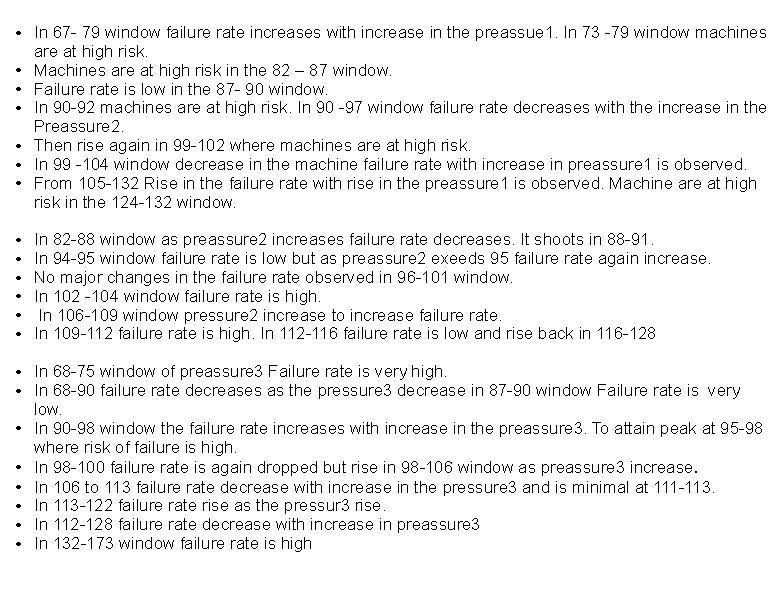 • In 67- 79 window failure rate increases with increase in the preassue1. In 73 -79 window machines
are at high risk.
• Machines are at high risk in the 82 – 87 window.
• Failure rate is low in the 87- 90 window.
• In 90-92 machines are at high risk. In 90 -97 window failure rate decreases with the increase in the
Preassure2.
• Then rise again in 99-102 where machines are at high risk.
• In 99 -104 window decrease in the machine failure rate with increase in preassure1 is observed.
• From 105-132 Rise in the failure rate with rise in the preassure1 is observed. Machine are at high
risk in the 124-132 window.
• In 82-88 window as preassure2 increases failure rate decreases. It shoots in 88-91.
• In 94-95 window failure rate is low but as preassure2 exeeds 95 failure rate again increase.
• No major changes in the failure rate observed in 96-101 window.
• In 102 -104 window failure rate is high.
• In 106-109 window pressure2 increase to increase failure rate.
• In 109-112 failure rate is high. In 112-116 failure rate is low and rise back in 116-128
• In 68-75 window of preassure3 Failure rate is very high.
• In 68-90 failure rate decreases as the pressure3 decrease in 87-90 window Failure rate is very
low.
• In 90-98 window the failure rate increases with increase in the preassure3. To attain peak at 95-98
where risk of failure is high.
• In 98-100 failure rate is again dropped but rise in 98-106 window as preassure3 increase.
• In 106 to 113 failure rate decrease with increase in the pressure3 and is minimal at 111-113.
• In 113-122 failure rate rise as the pressur3 rise.
• In 112-128 failure rate decrease with increase in preassure3
• In 132-173 window failure rate is high